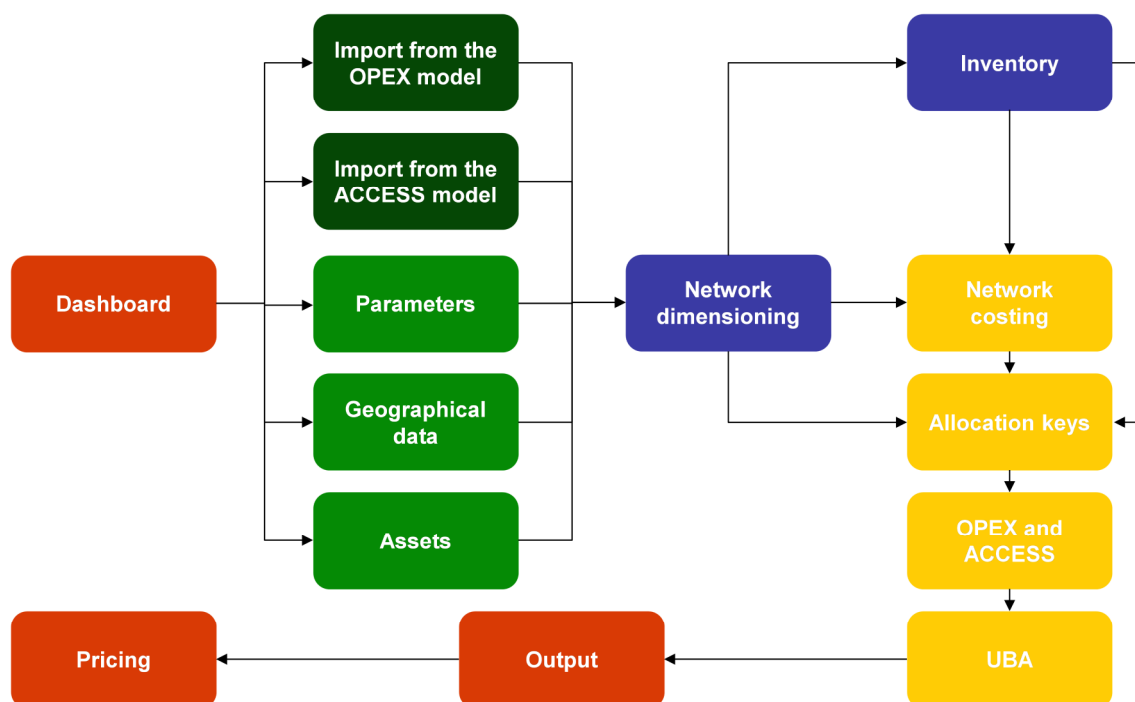 Import from the
OPEX model
Inventory
Import from the
ACCESS model
Dashboard
Parameters
Network
dimensioning
Network
costing
Geographical
data
Allocation keys
Assets
OPEX and
ACCESS
Pricing
Output
UBA